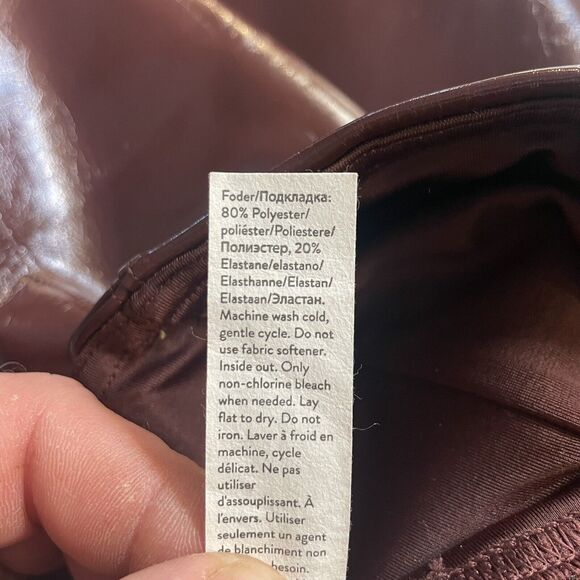 Foder/Подкладка:
80% Polyester/
poliéster/Poliestere/
Полиэстер, 20%
Elastane/elastano/
Elasthanne/Elastan/
Elastaan/Эластан.
Machine wash cold,
gentle cycle. Do not
use fabric softener.
Inside out. Only
non-chlorine bleach
when needed. Lay
flat to dry. Do not
iron. Laver à froid en
machine, cycle
délicat. Ne pas
utiliser
d'assouplissant. À
l'envers. Utiliser
seulement un agent
de blanchiment non
au besoin.